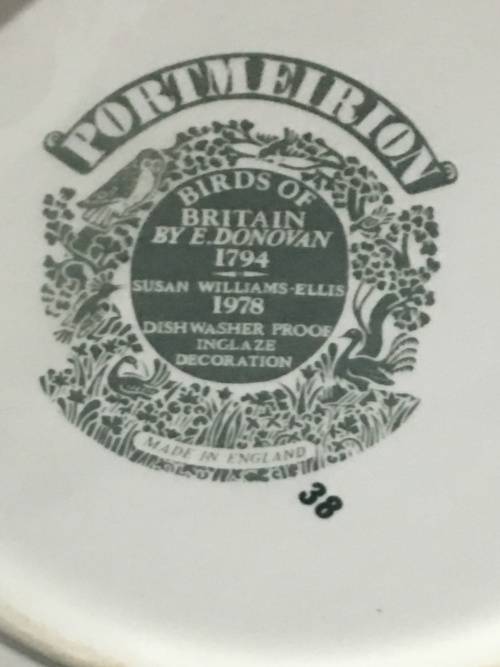 PORTMEIRION
BIRDS OF
BRITAIN
BY E. DONOVAN
1794
SUSAN WILLIAMS-ELLIS
1978
DISHWASHER PROOF
INGLAZE
DECORATION
MADE IN ENGLAND
38